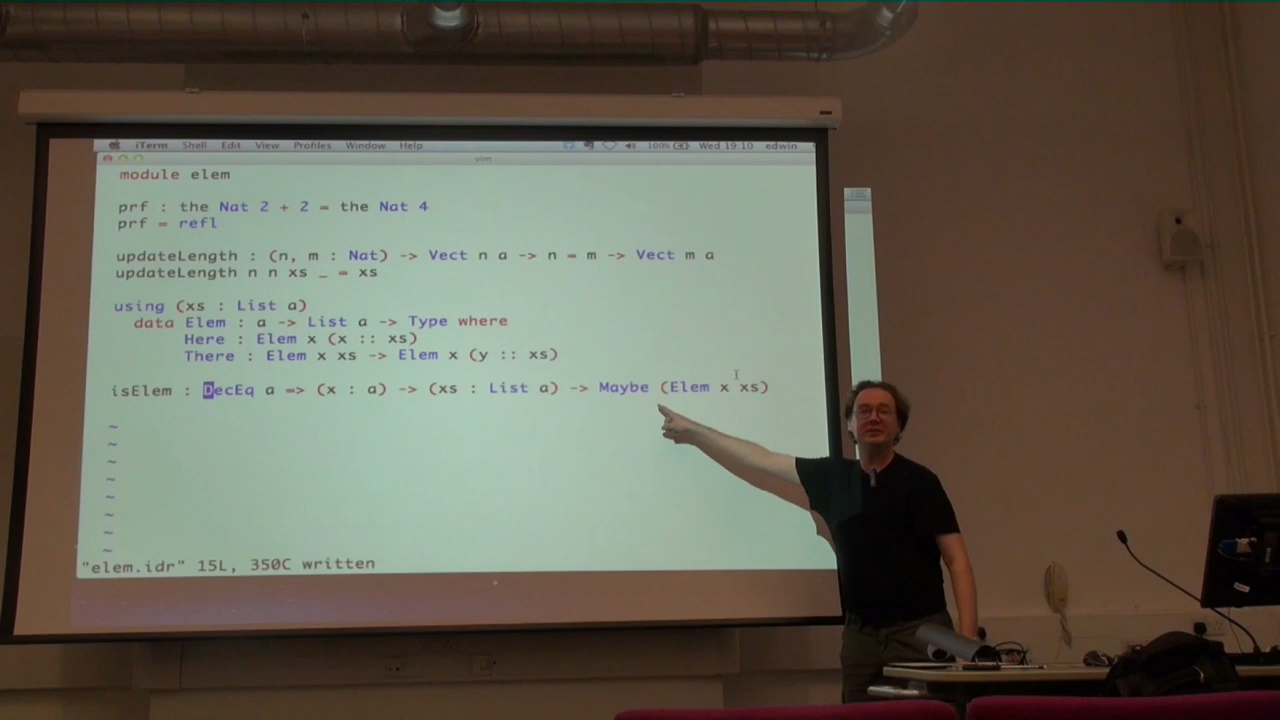 iTerm Shell Edit View Profiles Window Help 100% Wed 19:10 edwin
vim
module elem
prf : the Nat 2 + 2 = the Nat 4
prf = refl
updateLength : (n, m : Nat) -> Vect n a -> n = m -> Vect m a
updateLength n n xs _ = xs
using (xs : List a)
data Elem : a -> List a -> Type where
Here : Elem x (x :: xs)
There : Elem x xs -> Elem x (y :: xs)
isElem : DecEq a => (x : a) -> (xs : List a) -> Maybe (Elem x xs)
~
~
~
~
~
~
~
~
"elem.idr" 15L, 350C written